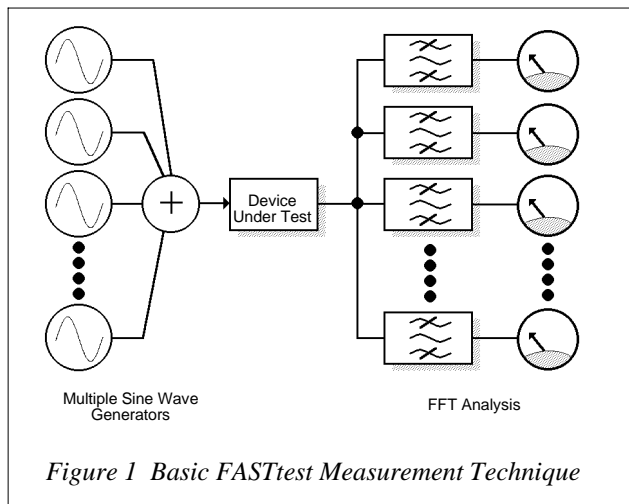 +
Device
Under Test
Multiple Sine Wave
Generators
FFT Analysis
Figure 1 Basic FASTtest Measurement Technique